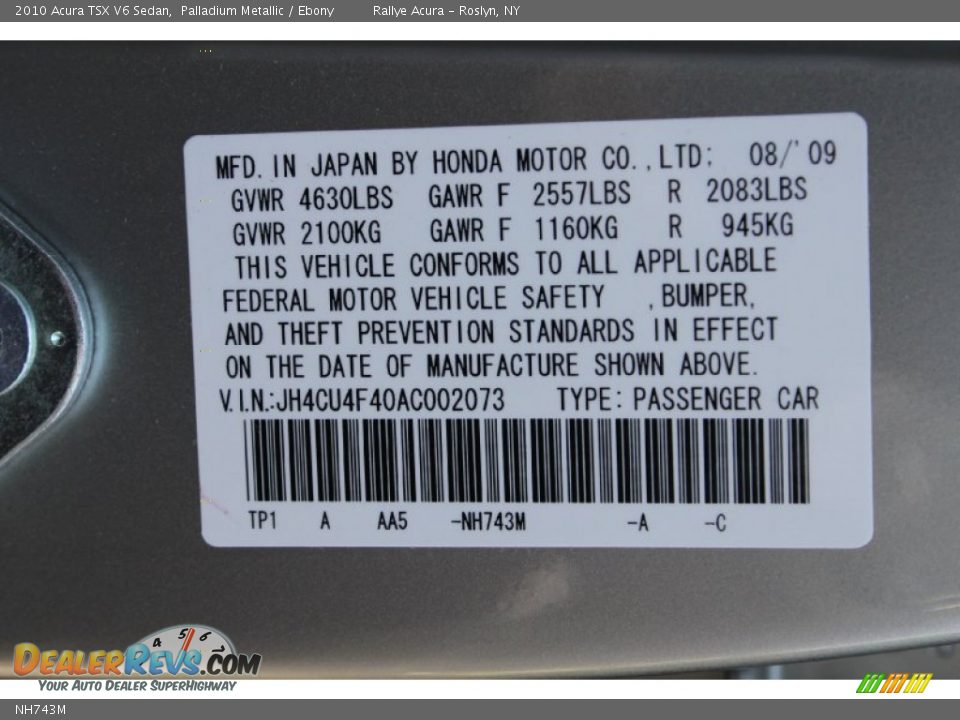 2010 Acura TSX V6 Sedan, Palladium Metallic / Ebony Rallye Acura – Roslyn, NY
MFD. IN JAPAN BY HONDA MOTOR CO., LTD; 08/'09
GVWR 4630LBS GAWR F 2557LBS R 2083LBS
GVWR 2100KG GAWR F 1160KG R 945KG
THIS VEHICLE CONFORMS TO ALL APPLICABLE
FEDERAL MOTOR VEHICLE SAFETY , BUMPER,
AND THEFT PREVENTION STANDARDS IN EFFECT
ON THE DATE OF MANUFACTURE SHOWN ABOVE.
V.I.N.:JH4CU4F40AC002073 TYPE: PASSENGER CAR
TP1 A AA5 -NH743M -A -C
4 5 6
DEALERREVS.COM
YOUR AUTO DEALER SUPERHIGHWAY
NH743M